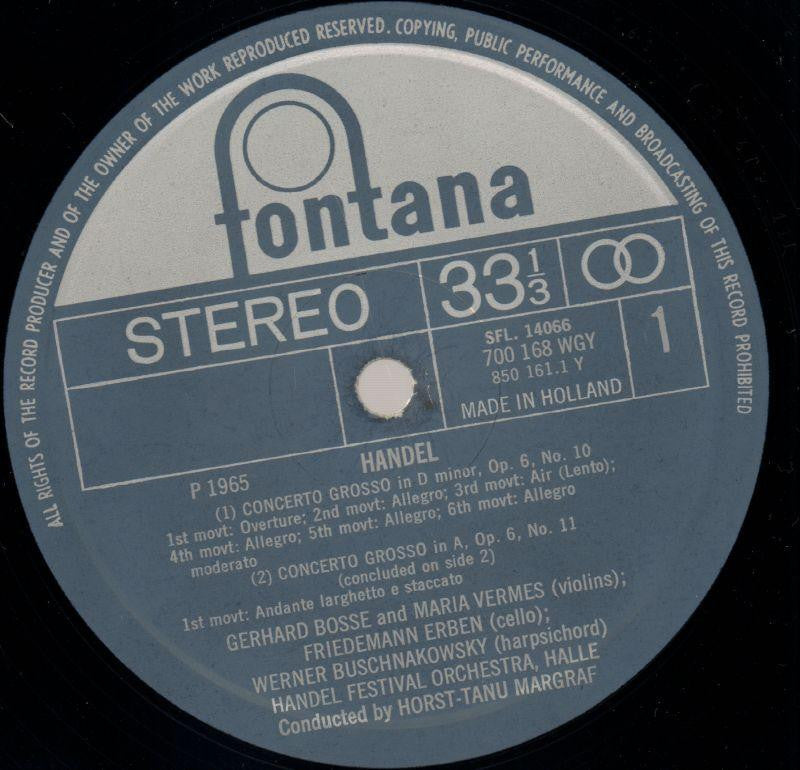 ALL RIGHTS OF THE RECORD PRODUCER AND OF THE OWNER OF THE WORK REPRODUCED RESERVED. COPYING, PUBLIC PERFORMANCE AND BROADCASTING OF THIS RECORD PROHIBITED
fontana
STEREO
33 1/3
SFL. 14066
700 168 WGY
850 161.1 Y
MADE IN HOLLAND
1
P 1965
HANDEL
(1) CONCERTO GROSSO in D minor, Op. 6, No. 10
1st movt: Overture; 2nd movt: Allegro; 3rd movt: Air (Lento);
4th movt: Allegro; 5th movt: Allegro; 6th movt: Allegro
moderato
(2) CONCERTO GROSSO in A, Op. 6, No. 11
(concluded on side 2)
1st movt: Andante larghetto e staccato
GERHARD BOSSE and MARIA VERMES (violins);
FRIEDEMANN ERBEN (cello);
WERNER BUSCHNAKOWSKY (harpsichord)
HANDEL FESTIVAL ORCHESTRA, HALLE
Conducted by HORST-TANU MARGRAF